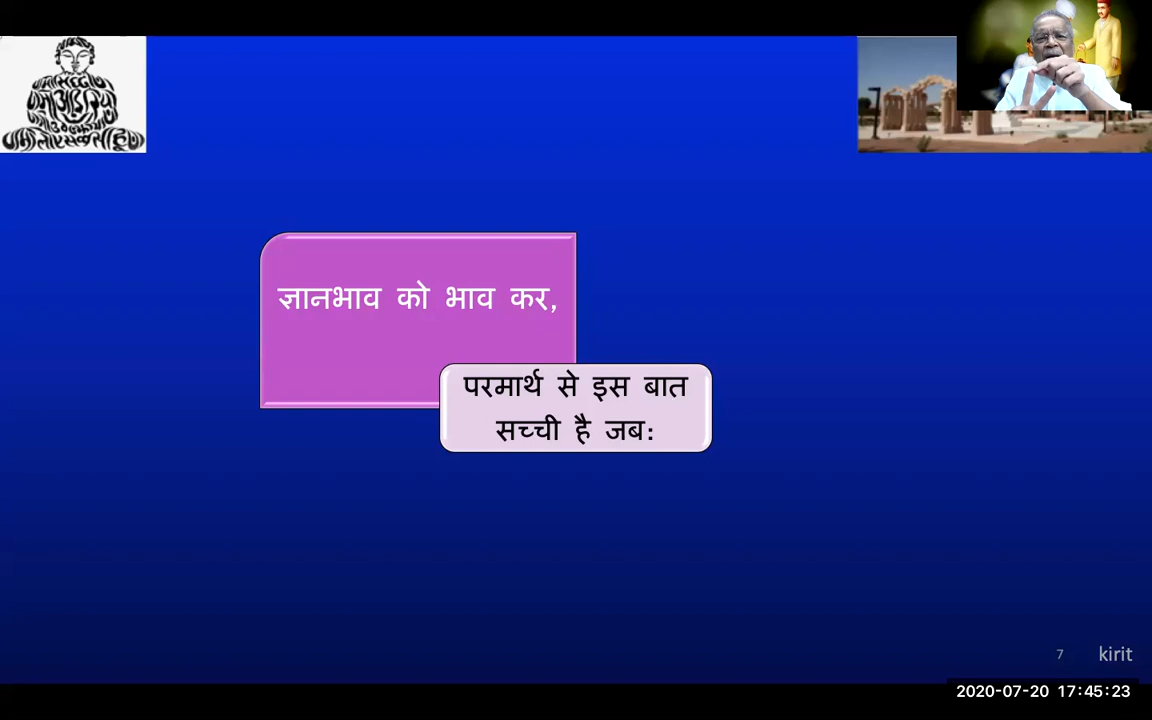 ज्ञानभाव को भाव कर,
परमार्थ से इस बात
सच्ची है जब:
7 kirit
2020-07-20 17:45:23